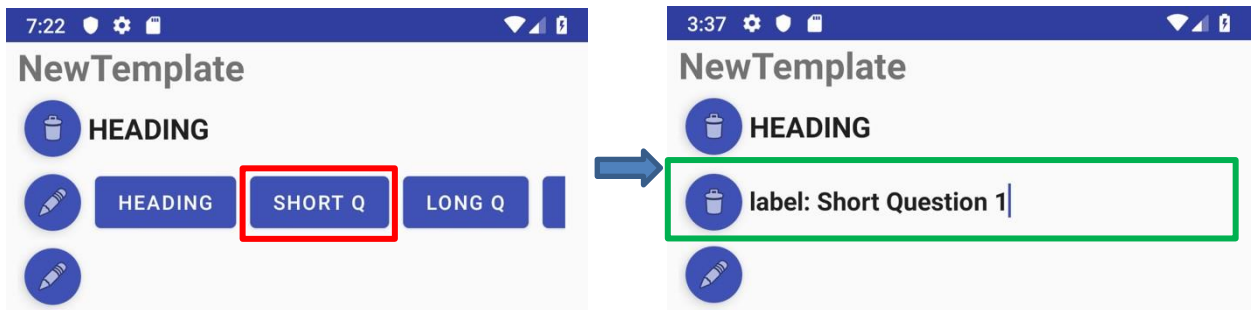 7:22
NewTemplate
HEADING
HEADING SHORT Q LONG Q
3:37
NewTemplate
HEADING
label: Short Question 1